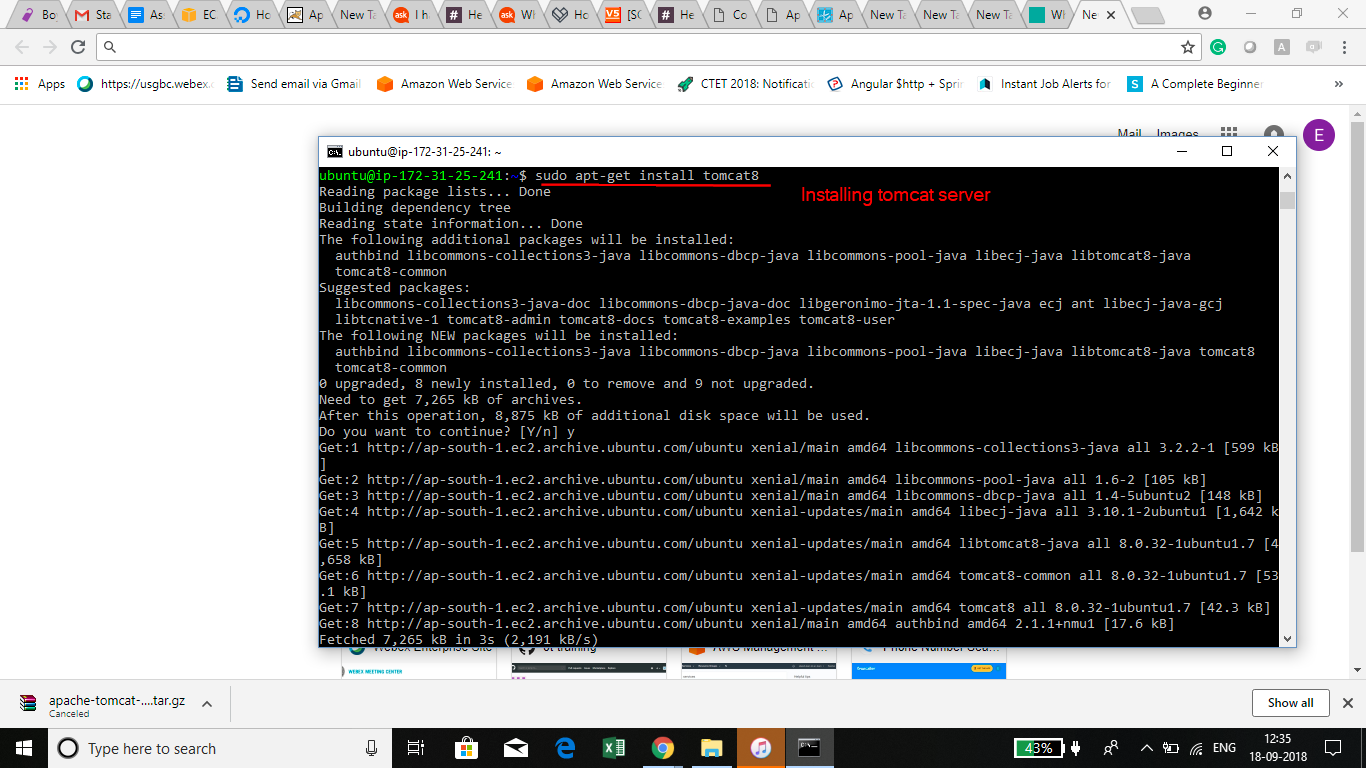 Bo
Sta
Ass
EC
Ho
Ap
New Ta
I ha
He
Wh
Ho
[SC
He
Co
Ap
Ap
New Ta
New Ta
New Ta
Wh
Ne
Apps
https://usgbc.webex.c
Send email via Gmail
Amazon Web Service
Amazon Web Service
CTET 2018: Notificati
Angular $http + Sprin
Instant Job Alerts for
A Complete Beginner
»
Mail Images
E
ubuntu@ip-172-31-25-241: ~
ubuntu@ip-172-31-25-241:~$ sudo apt-get install tomcat8
Installing tomcat server
Reading package lists... Done
Building dependency tree
Reading state information... Done
The following additional packages will be installed:
authbind libcommons-collections3-java libcommons-dbcp-java libcommons-pool-java libecj-java libtomcat8-java
tomcat8-common
Suggested packages:
libcommons-collections3-java-doc libcommons-dbcp-java-doc libgeronimo-jta-1.1-spec-java ecj ant libecj-java-gcj
libtcnative-1 tomcat8-admin tomcat8-docs tomcat8-examples tomcat8-user
The following NEW packages will be installed:
authbind libcommons-collections3-java libcommons-dbcp-java libcommons-pool-java libecj-java libtomcat8-java tomcat8
tomcat8-common
0 upgraded, 8 newly installed, 0 to remove and 9 not upgraded.
Need to get 7,265 kB of archives.
After this operation, 8,875 kB of additional disk space will be used.
Do you want to continue? [Y/n] y
Get:1 http://ap-south-1.ec2.archive.ubuntu.com/ubuntu xenial/main amd64 libcommons-collections3-java all 3.2.2-1 [599 kB
]
Get:2 http://ap-south-1.ec2.archive.ubuntu.com/ubuntu xenial/main amd64 libcommons-pool-java all 1.6-2 [105 kB]
Get:3 http://ap-south-1.ec2.archive.ubuntu.com/ubuntu xenial/main amd64 libcommons-dbcp-java all 1.4-5ubuntu2 [148 kB]
Get:4 http://ap-south-1.ec2.archive.ubuntu.com/ubuntu xenial-updates/main amd64 libecj-java all 3.10.1-2ubuntu1 [1,642 k
B]
Get:5 http://ap-south-1.ec2.archive.ubuntu.com/ubuntu xenial-updates/main amd64 libtomcat8-java all 8.0.32-1ubuntu1.7 [4
,658 kB]
Get:6 http://ap-south-1.ec2.archive.ubuntu.com/ubuntu xenial-updates/main amd64 tomcat8-common all 8.0.32-1ubuntu1.7 [53
.1 kB]
Get:7 http://ap-south-1.ec2.archive.ubuntu.com/ubuntu xenial-updates/main amd64 tomcat8 all 8.0.32-1ubuntu1.7 [42.3 kB]
Get:8 http://ap-south-1.ec2.archive.ubuntu.com/ubuntu xenial/main amd64 authbind amd64 2.1.1+nmu1 [17.6 kB]
Fetched 7,265 kB in 3s (2,191 kB/s)
Webex Enterprise Site
training
AWS Management ...
Phone Number
WEBEX MEETING CENTER
apache-tomcat-....tar.gz
Canceled
Show all
Type here to search
43%
ENG
12:35
18-09-2018